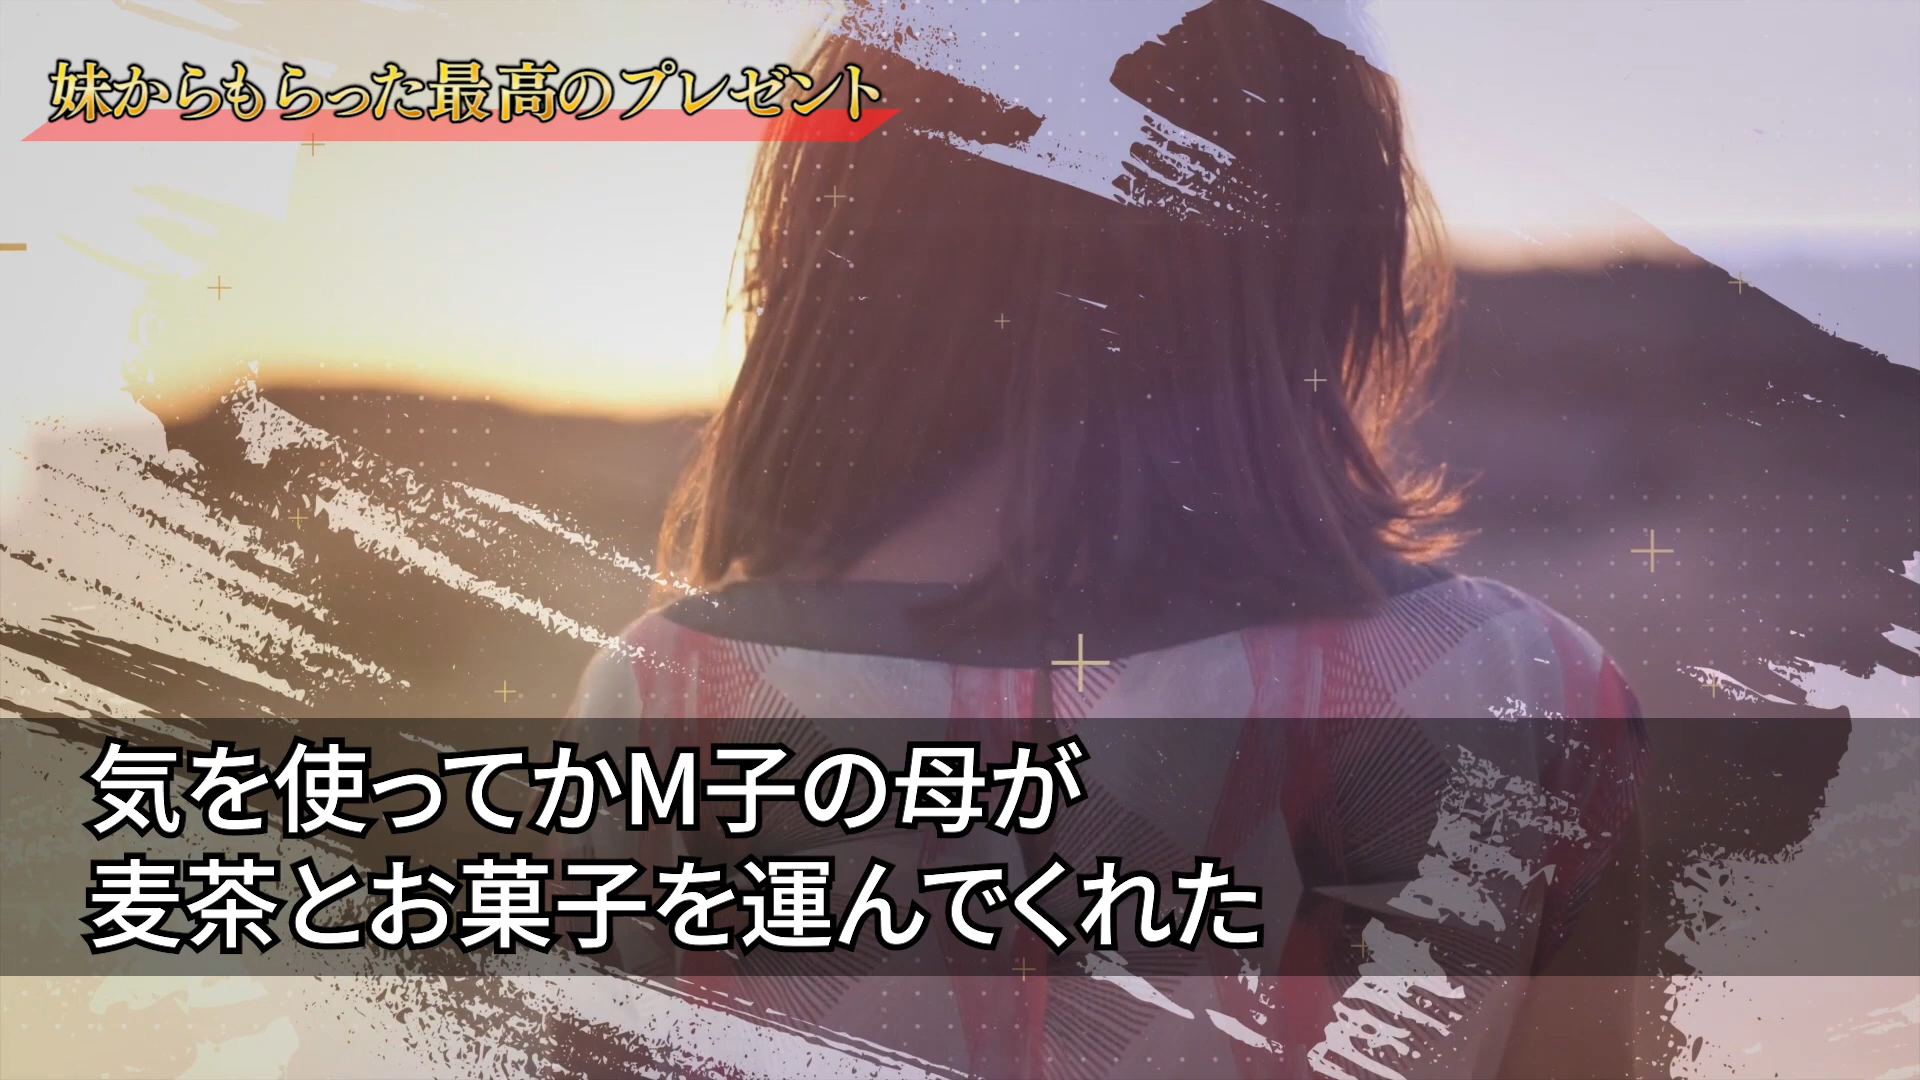 妹からもらった最高のプレゼント
気を使ってかM子の母が
麦茶とお菓子を運んでくれた